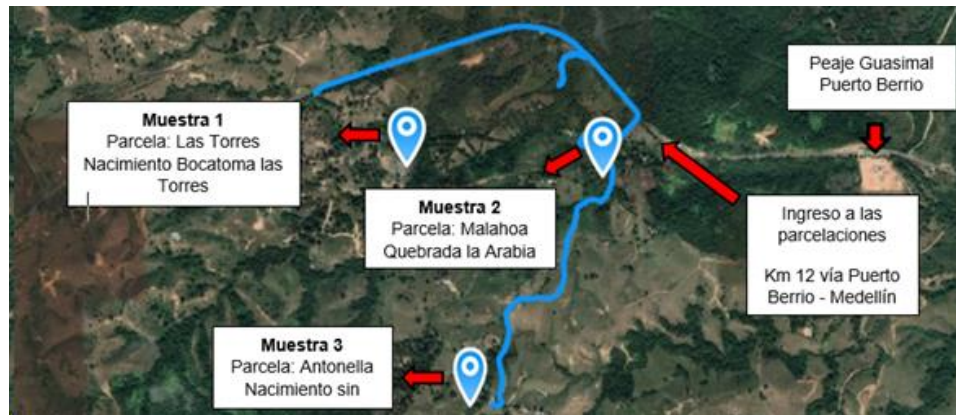 Muestra 1
Parcela: Las Torres
Nacimiento Bocatoma las
Torres
Muestra 2
Parcela: Malahoa
Quebrada la Arabia
Muestra 3
Parcela: Antonella
Nacimiento sin
Peaje Guasimal
Puerto Berrio
Ingreso a las
parcelaciones
Km 12 vía Puerto
Berrio - Medellín